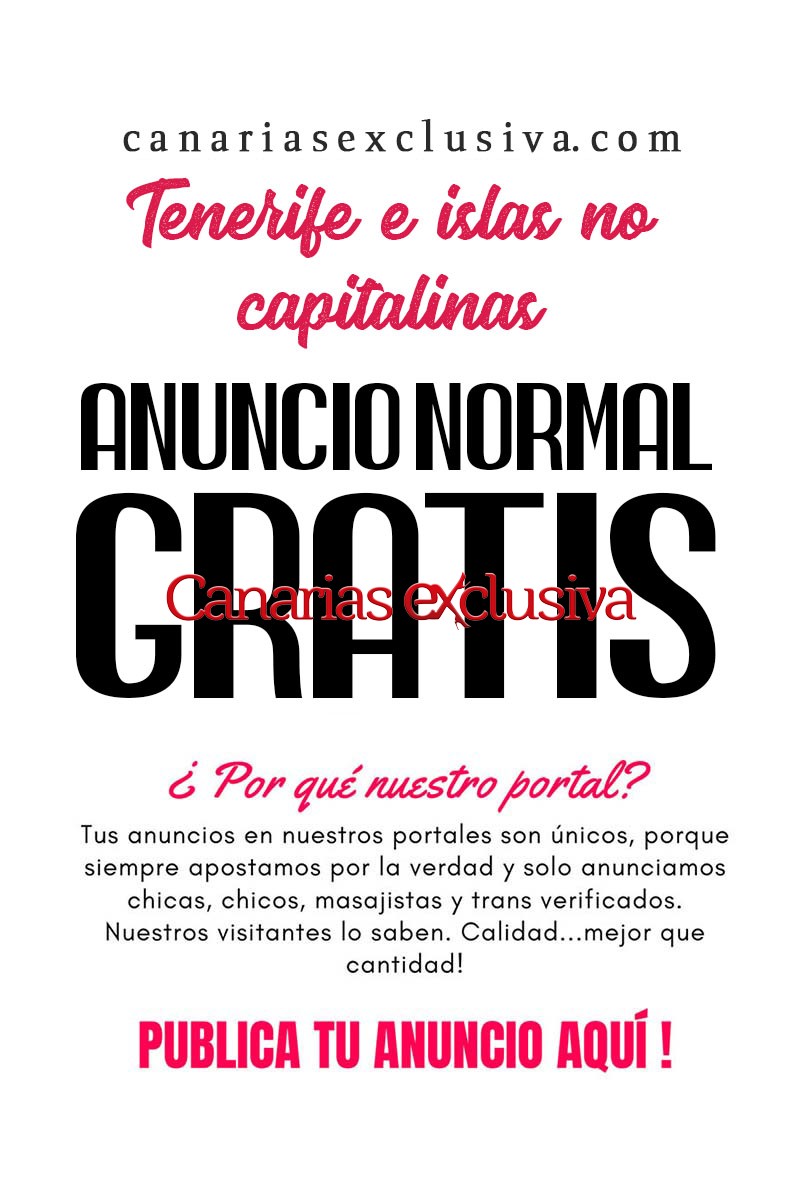 canariasexclusiva.com
Tenerife e islas no
capitalinas
ANUNCIO NORMAL
GRATIS
Canarias exclusiva
¿ Por qué nuestro portal?
Tus anuncios en nuestros portales son únicos, porque
siempre apostamos por la verdad y solo anunciamos
chicas, chicos, masajistas y trans verificados.
Nuestros visitantes lo saben. Calidad...mejor que
cantidad!
PUBLICA TU ANUNCIO AQUÍ !